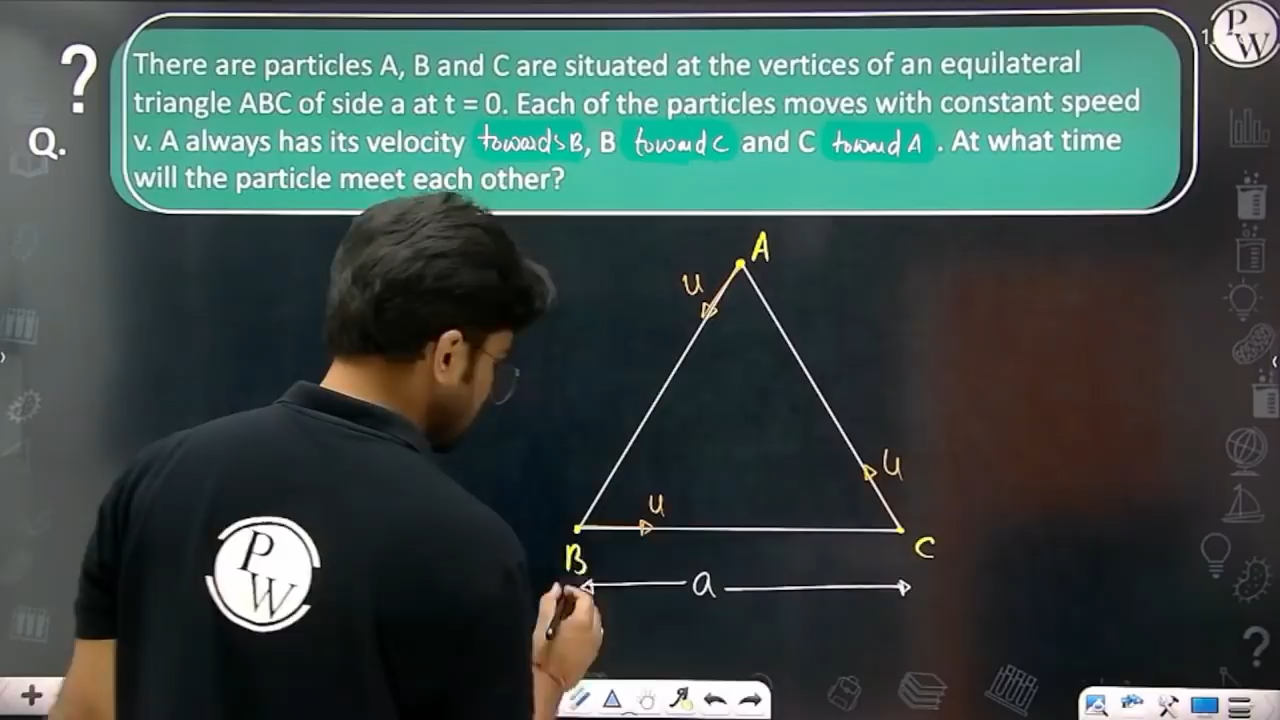 ?
Q.
There are particles A, B and C are situated at the vertices of an equilateral
triangle ABC of side a at t = 0. Each of the particles moves with constant speed
v. A always has its velocity towards B, B toward C and C toward A. At what time
will the particle meet each other?
1
P
W
A
u
u
u
B
C
a
P
W
?